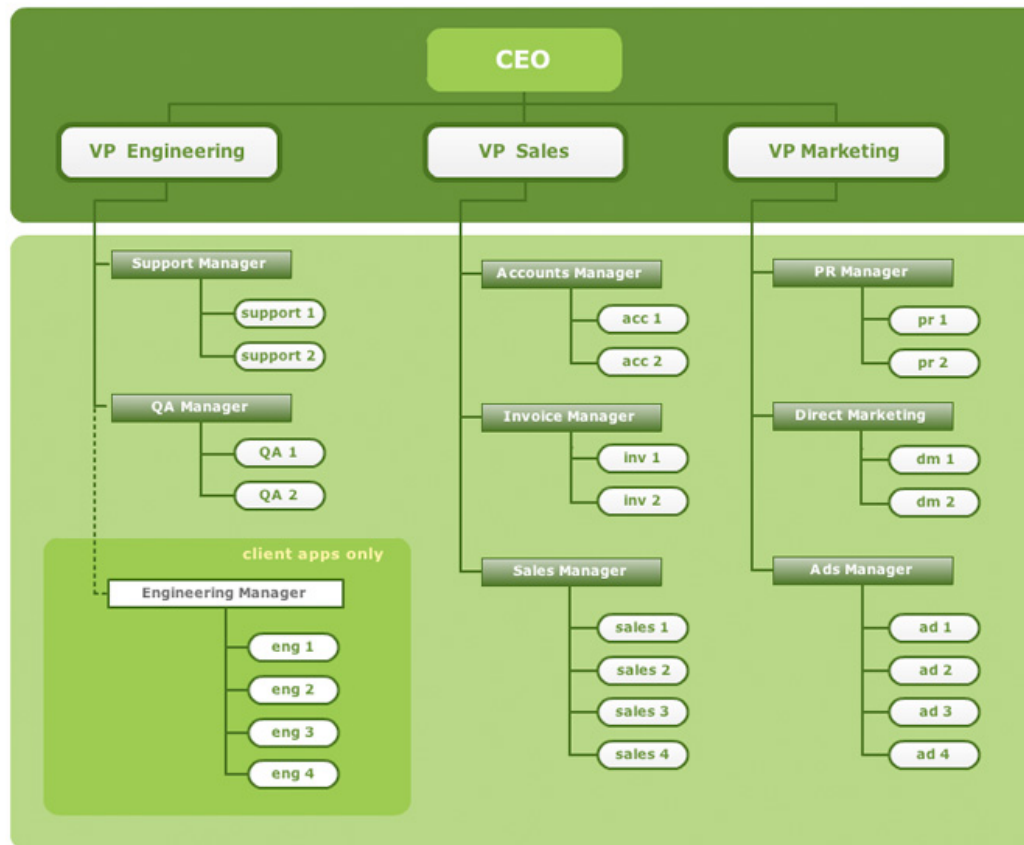 CEO
VP Engineering
VP Sales
VP Marketing
Support Manager
support 1
support 2
QA Manager
QA 1
QA 2
client apps only
Engineering Manager
eng 1
eng 2
eng 3
eng 4
Accounts Manager
acc 1
acc 2
Invoice Manager
inv 1
inv 2
Sales Manager
sales 1
sales 2
sales 3
sales 4
PR Manager
pr 1
pr 2
Direct Marketing
dm 1
dm 2
Ads Manager
ad 1
ad 2
ad 3
ad 4